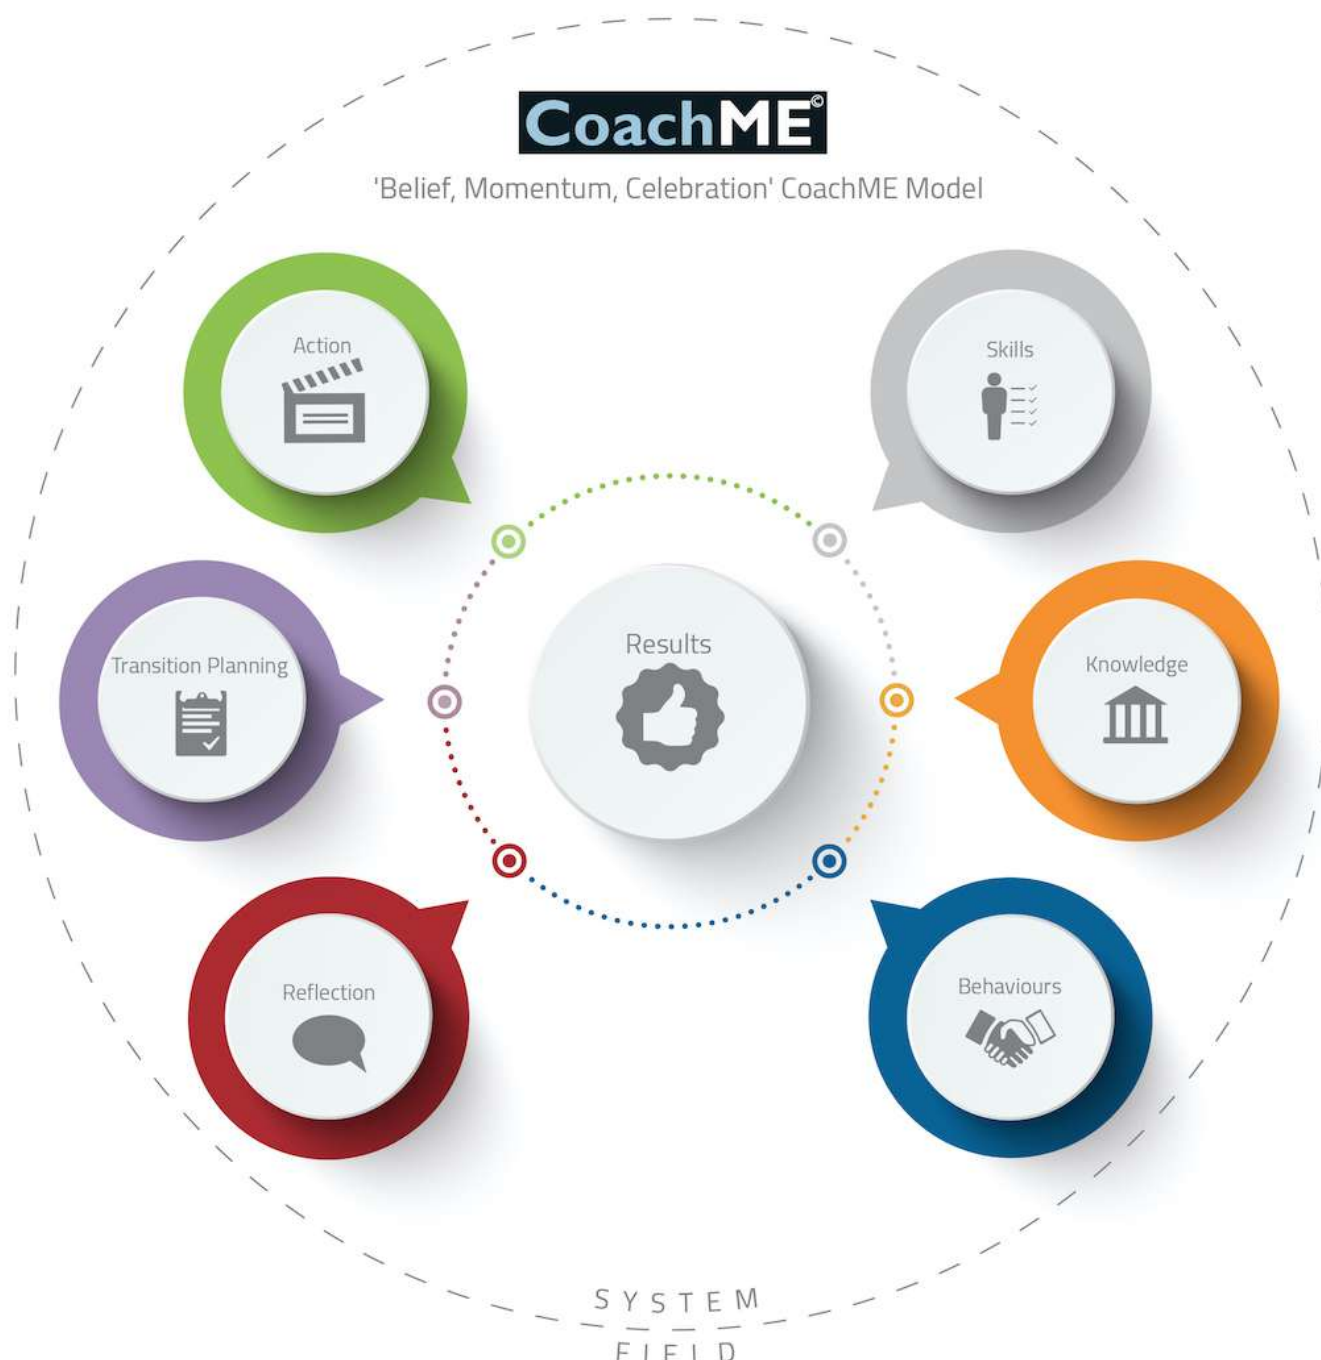 CoachME©
'Belief, Momentum, Celebration' CoachME Model
Action
Skills
Results
Transition Planning
Knowledge
Reflection
Behaviours
SYSTEM
FIELD